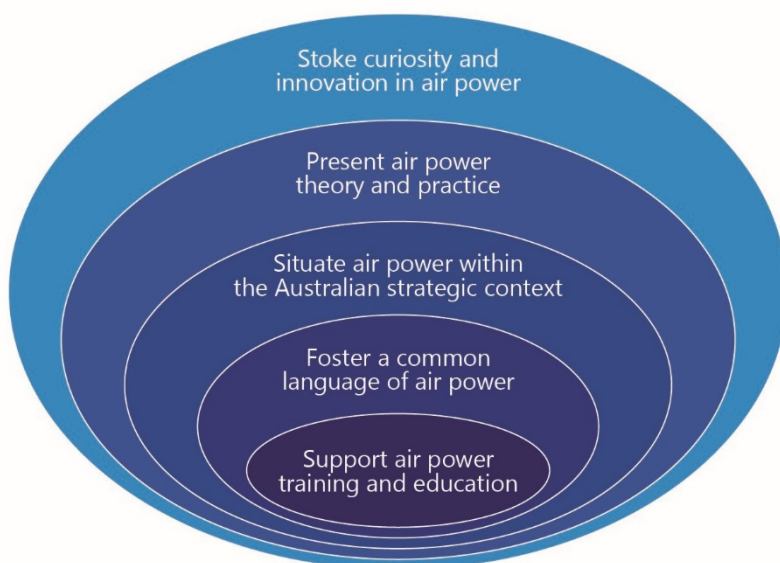 Stoke curiosity and
innovation in air power
Present air power
theory and practice
Situate air power within
the Australian strategic context
Foster a common
language of air power
Support air power
training and education